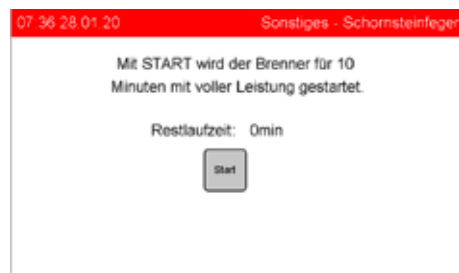 07:36 28.01.20 Sonstiges - Schornsteinfeger
Mit START wird der Brenner für 10
Minuten mit voller Leistung gestartet.
Restlaufzeit: 0min
Start